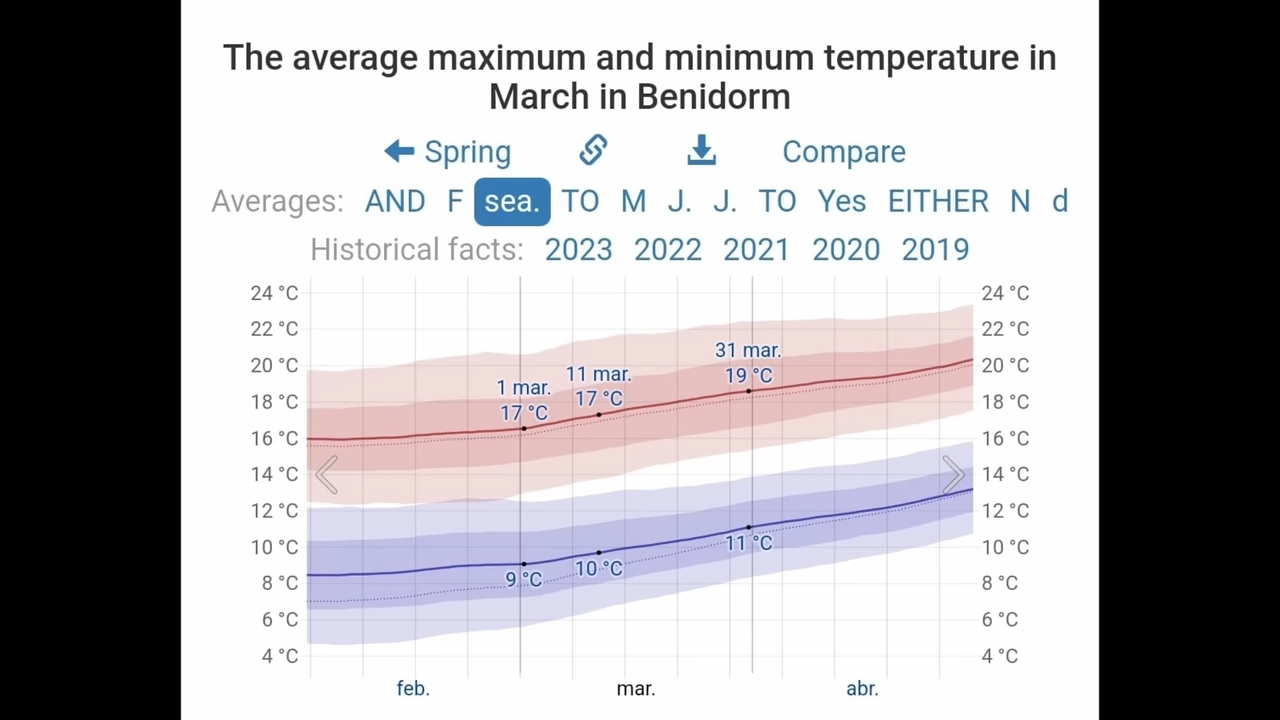 The average maximum and minimum temperature in
March in Benidorm
Spring Compare
Averages: AND F sea. TO M J. J. TO Yes EITHER N d
Historical facts: 2023 2022 2021 2020 2019
24 °C 24 °C
22 °C 22 °C
31 mar.
20 °C 11 mar. 19 °C 20 °C
1 mar. 17 °C
18 °C 17 °C 18 °C
16 °C 16 °C
14 °C 14 °C
12 °C 12 °C
10 °C 11 °C 10 °C
8 °C 9 °C 10 °C 8 °C
6 °C 6 °C
4 °C 4 °C
feb. mar. abr.